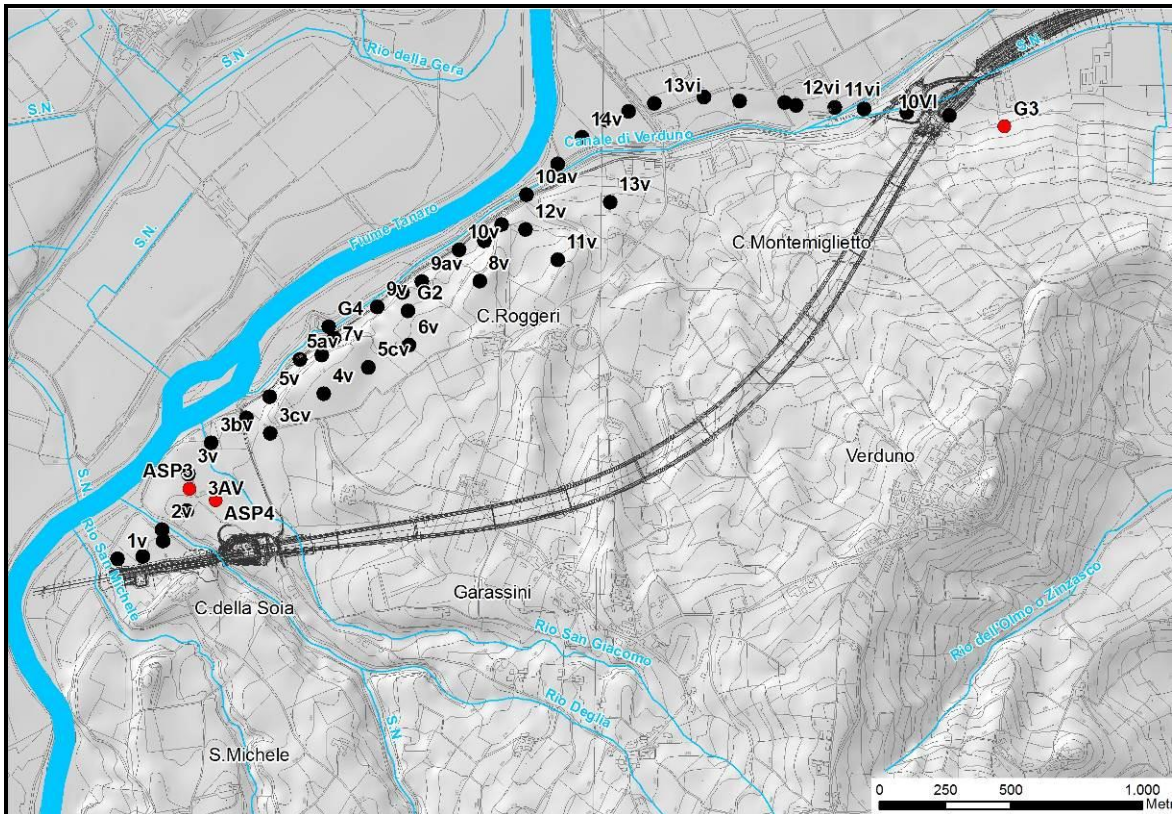 S.N.
Rio della Gera
S.N.
S.N.
S.N.
13vi
12vi
11vi
10VI
G3
14v
Canale di Verduno
10av
13v
Fiume Tanaro
12v
10v
11v
9av
8v
9v
G2
C.Montemiglietto
G4
C.Roggeri
7v
6v
5av
5cv
5v
4v
3bv
3cv
3v
Verduno
ASP3
3AV
S.N.
2v
ASP4
1v
Rio San Michele
C.della Soia
Garassini
Rio San Giacomo
Rio dell'Olmo o Zinzasco
Rio Deglia
S.N
S.Michele
0 250 500 1.000
Metri